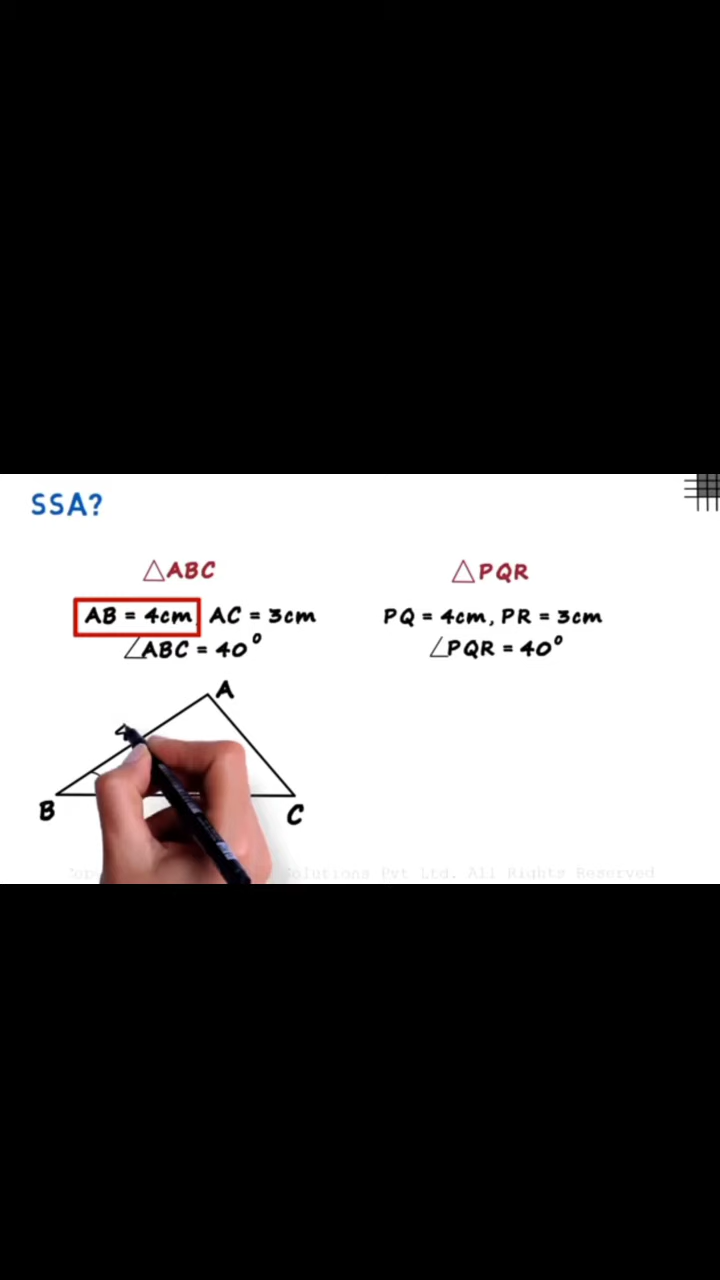 SSA?
△ABC
△PQR
AB = 4cm, AC = 3cm
PQ = 4cm, PR = 3cm
∠ABC = 40°
∠PQR = 40°
A
B
C
Solutions Pvt Ltd. All Rights Reserved